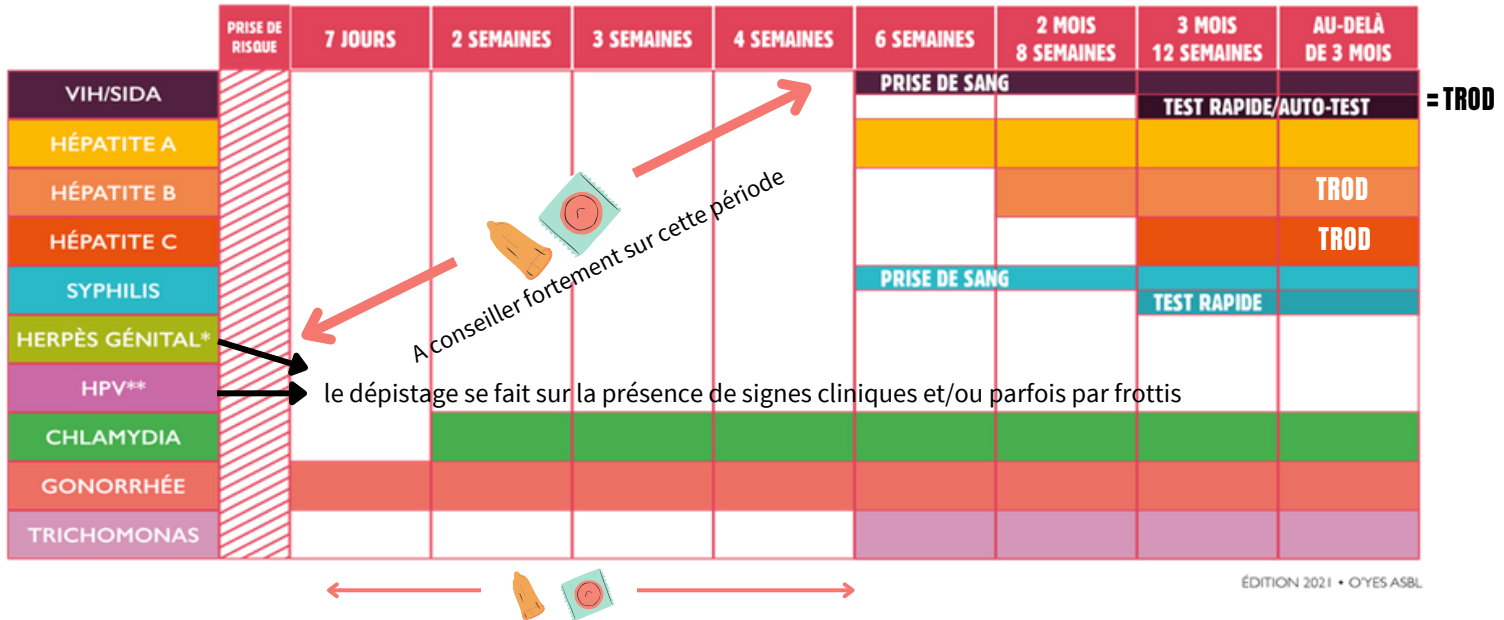 PRISE DE
RISQUE
7 JOURS
2 SEMAINES
3 SEMAINES
4 SEMAINES
6 SEMAINES
2 MOIS
8 SEMAINES
3 MOIS
12 SEMAINES
AU-DELÀ
DE 3 MOIS
VIH/SIDA
PRISE DE SANG
TEST RAPIDE/AUTO-TEST
= TROD
HÉPATITE A
HÉPATITE B
TROD
HÉPATITE C
TROD
SYPHILIS
PRISE DE SANG
TEST RAPIDE
A conseiller fortement sur cette période
HERPÈS GÉNITAL*
HPV**
le dépistage se fait sur la présence de signes cliniques et/ou parfois par frottis
CHLAMYDIA
GONORRHÉE
TRICHOMONAS
ÉDITION 2021 • O'YES ASBL